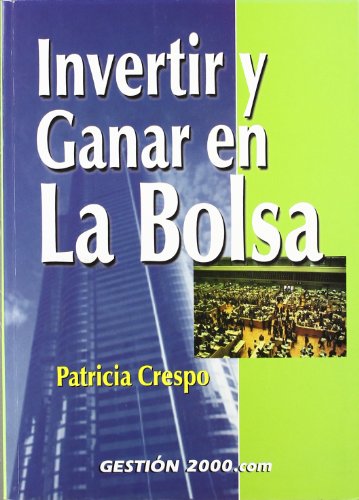 Invertir y
Ganar en
La Bolsa
Patricia Crespo
GESTIÓN 2000.com